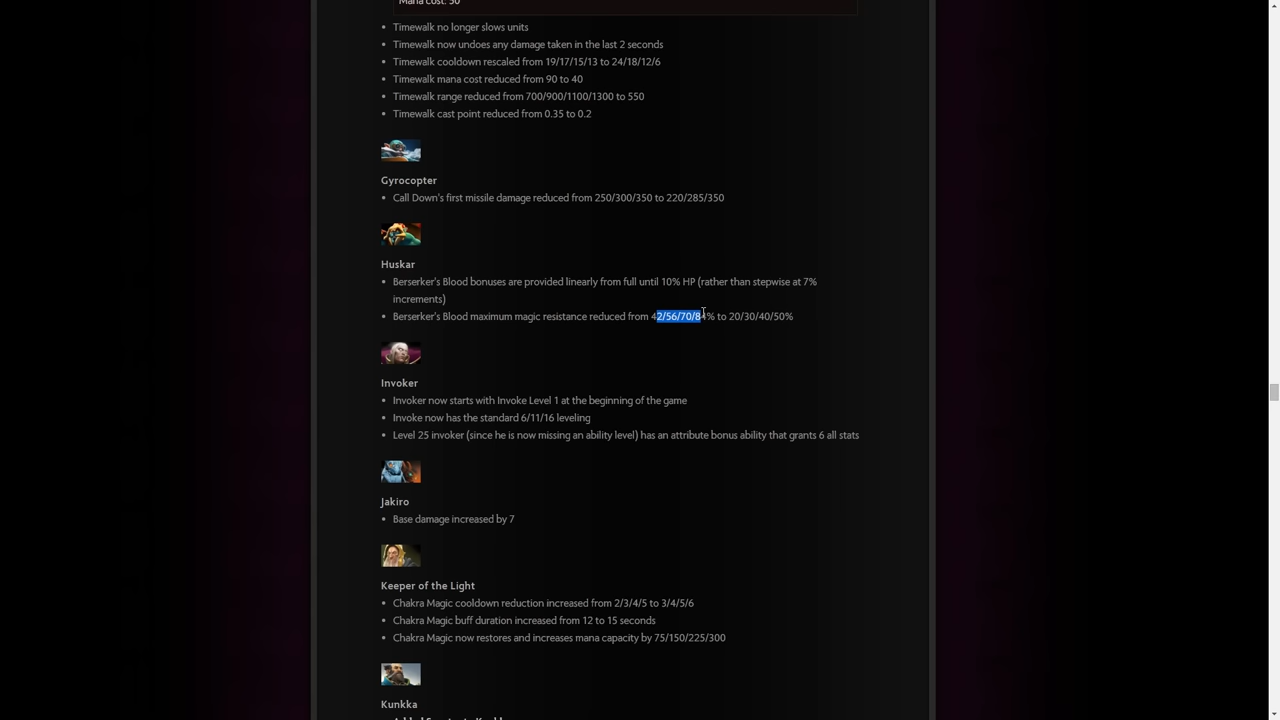 Mana cost: 50
• Timewalk no longer slows units
• Timewalk now undoes any damage taken in the last 2 seconds
• Timewalk cooldown rescaled from 19/17/15/13 to 24/18/12/6
• Timewalk mana cost reduced from 90 to 40
• Timewalk range reduced from 700/900/1100/1300 to 550
• Timewalk cast point reduced from 0.35 to 0.2
Gyrocopter
• Call Down's first missile damage reduced from 250/300/350 to 220/285/350
Huskar
• Berserker's Blood bonuses are provided linearly from full until 10% HP (rather than stepwise at 7%
increments)
• Berserker's Blood maximum magic resistance reduced from 42/56/70/84% to 20/30/40/50%
Invoker
• Invoker now starts with Invoke Level 1 at the beginning of the game
• Invoke now has the standard 6/11/16 leveling
• Level 25 invoker (since he is now missing an ability level) has an attribute bonus ability that grants 6 all stats
Jakiro
• Base damage increased by 7
Keeper of the Light
• Chakra Magic cooldown reduction increased from 2/3/4/5 to 3/4/5/6
• Chakra Magic buff duration increased from 12 to 15 seconds
• Chakra Magic now restores and increases mana capacity by 75/150/225/300
Kunkka